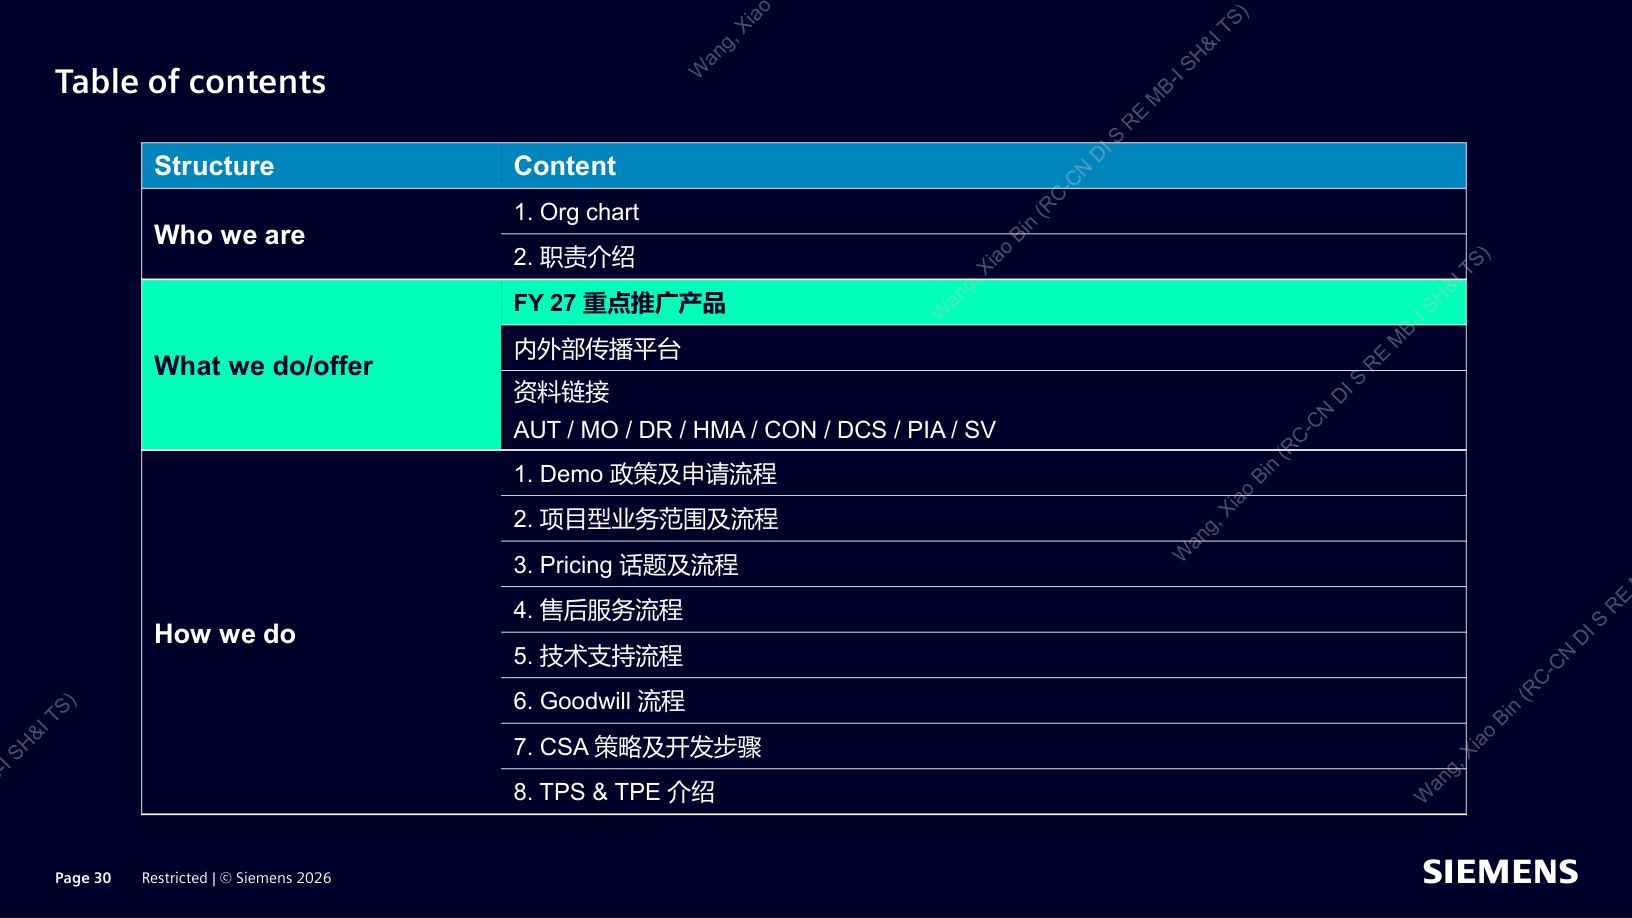 Table of contents
Structure
Content
Who we are
1. Org chart
2. 职责介绍
What we do/offer
FY 27 重点推广产品
内外部传播平台
资料链接
AUT / MO / DR / HMA / CON / DCS / PIA / SV
How we do
1. Demo 政策及申请流程
2. 项目型业务范围及流程
3. Pricing 话题及流程
4. 售后服务流程
5. 技术支持流程
6. Goodwill 流程
7. CSA 策略及开发步骤
8. TPS & TPE 介绍
Page 30
Restricted | © Siemens 2026
SIEMENS
Wang, Xiao
Wang, Xiao Bin (RC-CN DI S RE MB-I SH&I TS)
Wang, Xiao Bin (RC-CN DI S RE MB-I SH&I TS)
Wang, Xiao Bin (RC-CN DI S RE
-I SH&I TS)